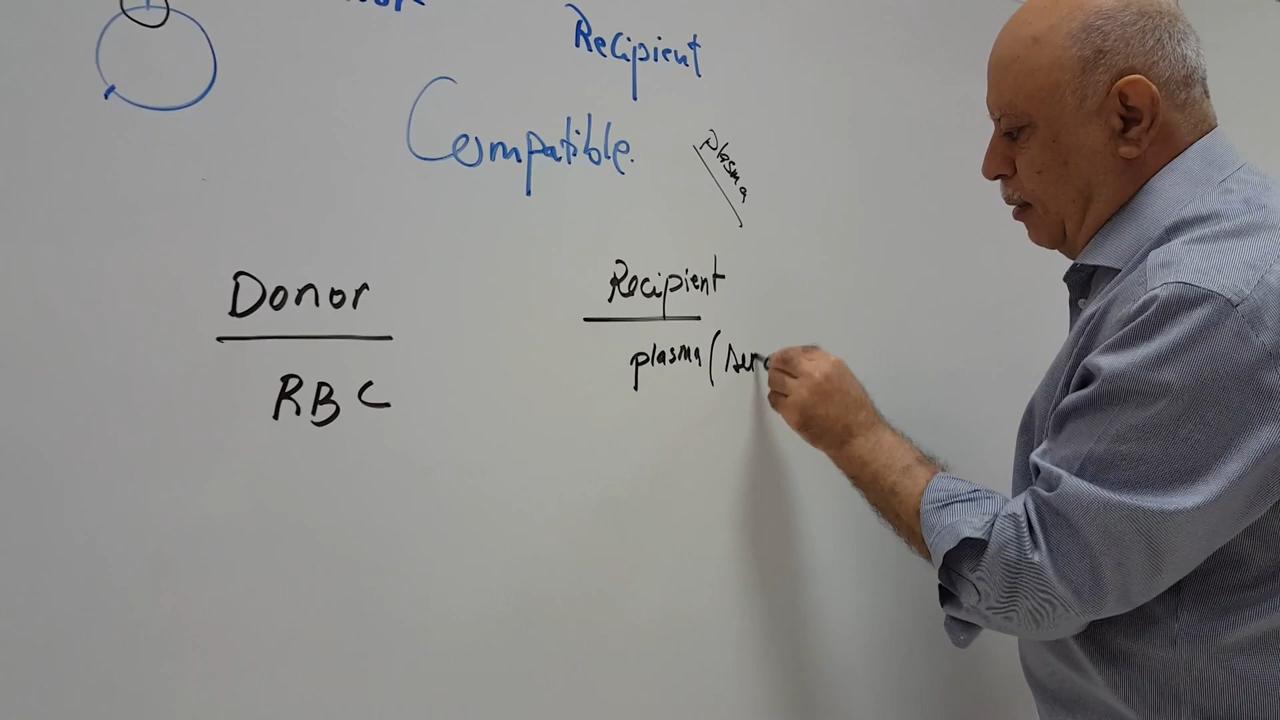 Recipient
Compatible.
plasma
Donor
Recipient
RBC
plasma (